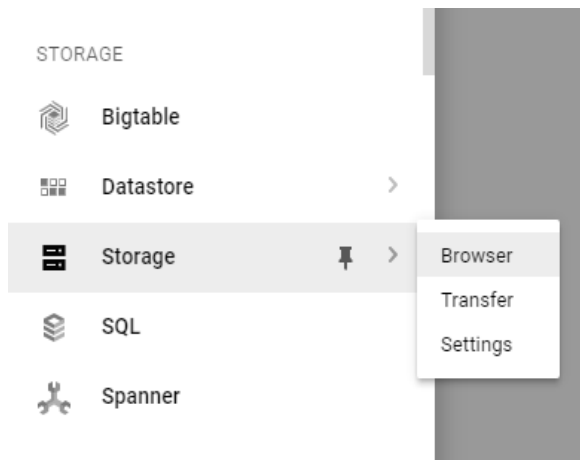 STORAGE
Bigtable
Datastore
Storage
Browser
Transfer
Settings
SQL
Spanner